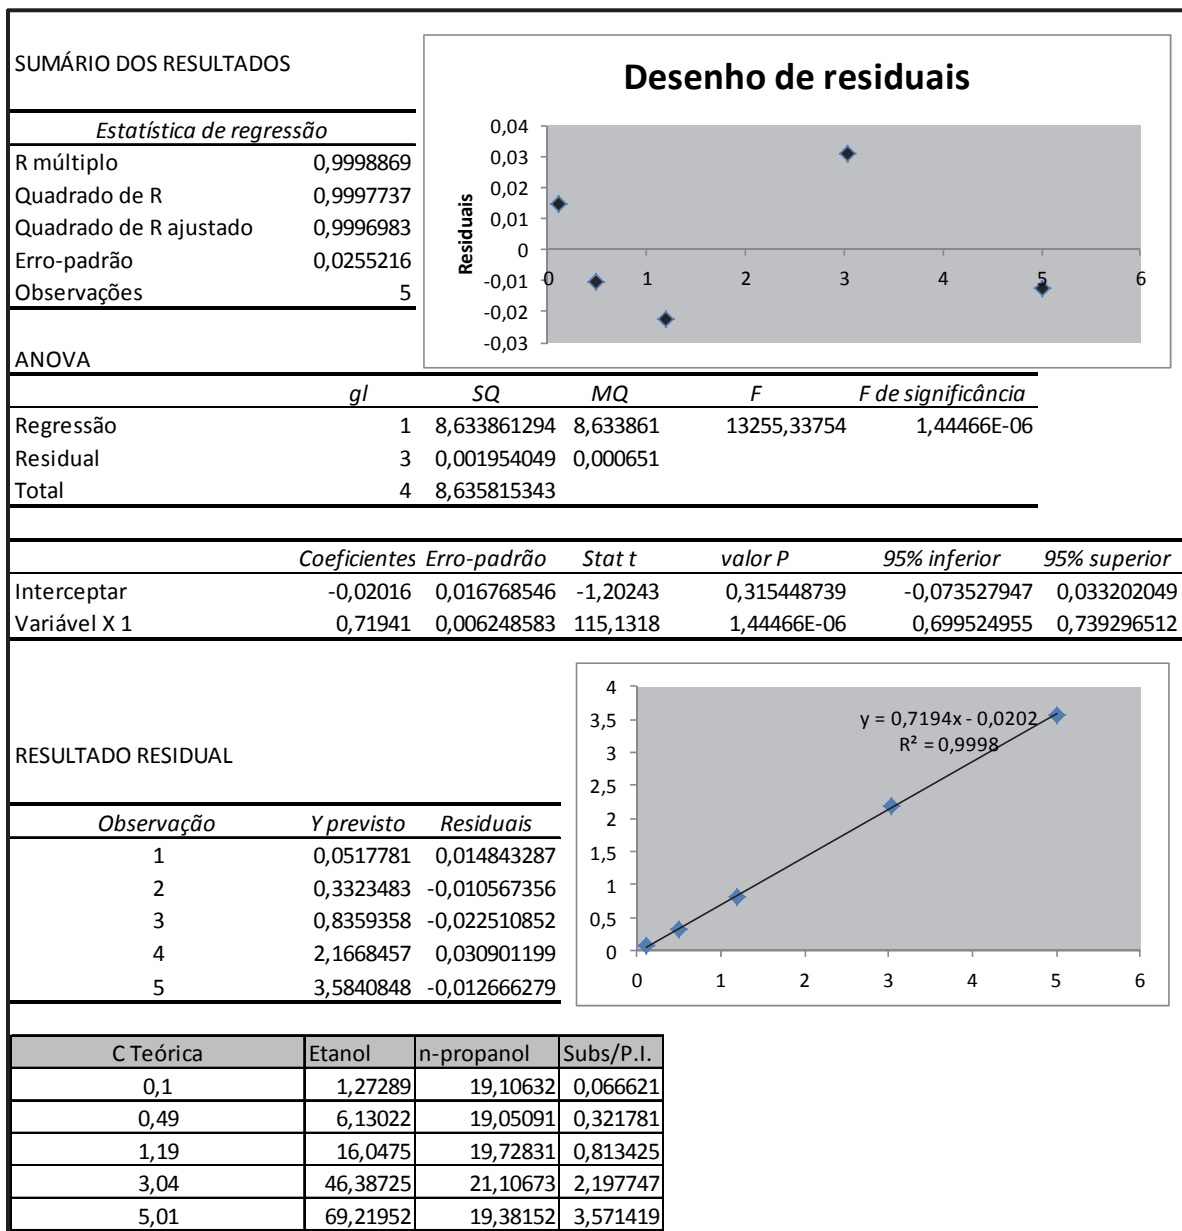 SUMÁRIO DOS RESULTADOS
Estatística de regressão
R múltiplo 0,9998869
Quadrado de R 0,9997737
Quadrado de R ajustado 0,9996983
Erro-padrão 0,0255216
Observações 5
Desenho de residuais
Residuais
0,04
0,03
0,02
0,01
0
-0,01
-0,02
-0,03
0 1 2 3 4 5 6
ANOVA
gl SQ MQ F F de significância
Regressão 1 8,633861294 8,633861 13255,33754 1,44466E-06
Residual 3 0,001954049 0,000651
Total 4 8,635815343
Coeficientes Erro-padrão Stat t valor P 95% inferior 95% superior
Interceptar -0,02016 0,016768546 -1,20243 0,315448739 -0,073527947 0,033202049
Variável X 1 0,71941 0,006248583 115,1318 1,44466E-06 0,699524955 0,739296512
RESULTADO RESIDUAL
Observação Y previsto Residuais
1 0,0517781 0,014843287
2 0,3323483 -0,010567356
3 0,8359358 -0,022510852
4 2,1668457 0,030901199
5 3,5840848 -0,012666279
y = 0,7194x - 0,0202
R² = 0,9998
4
3,5
3
2,5
2
1,5
1
0,5
0
0 1 2 3 4 5 6
C Teórica Etanol n-propanol Subs/P.I.
0,1 1,27289 19,10632 0,066621
0,49 6,13022 19,05091 0,321781
1,19 16,0475 19,72831 0,813425
3,04 46,38725 21,10673 2,197747
5,01 69,21952 19,38152 3,571419